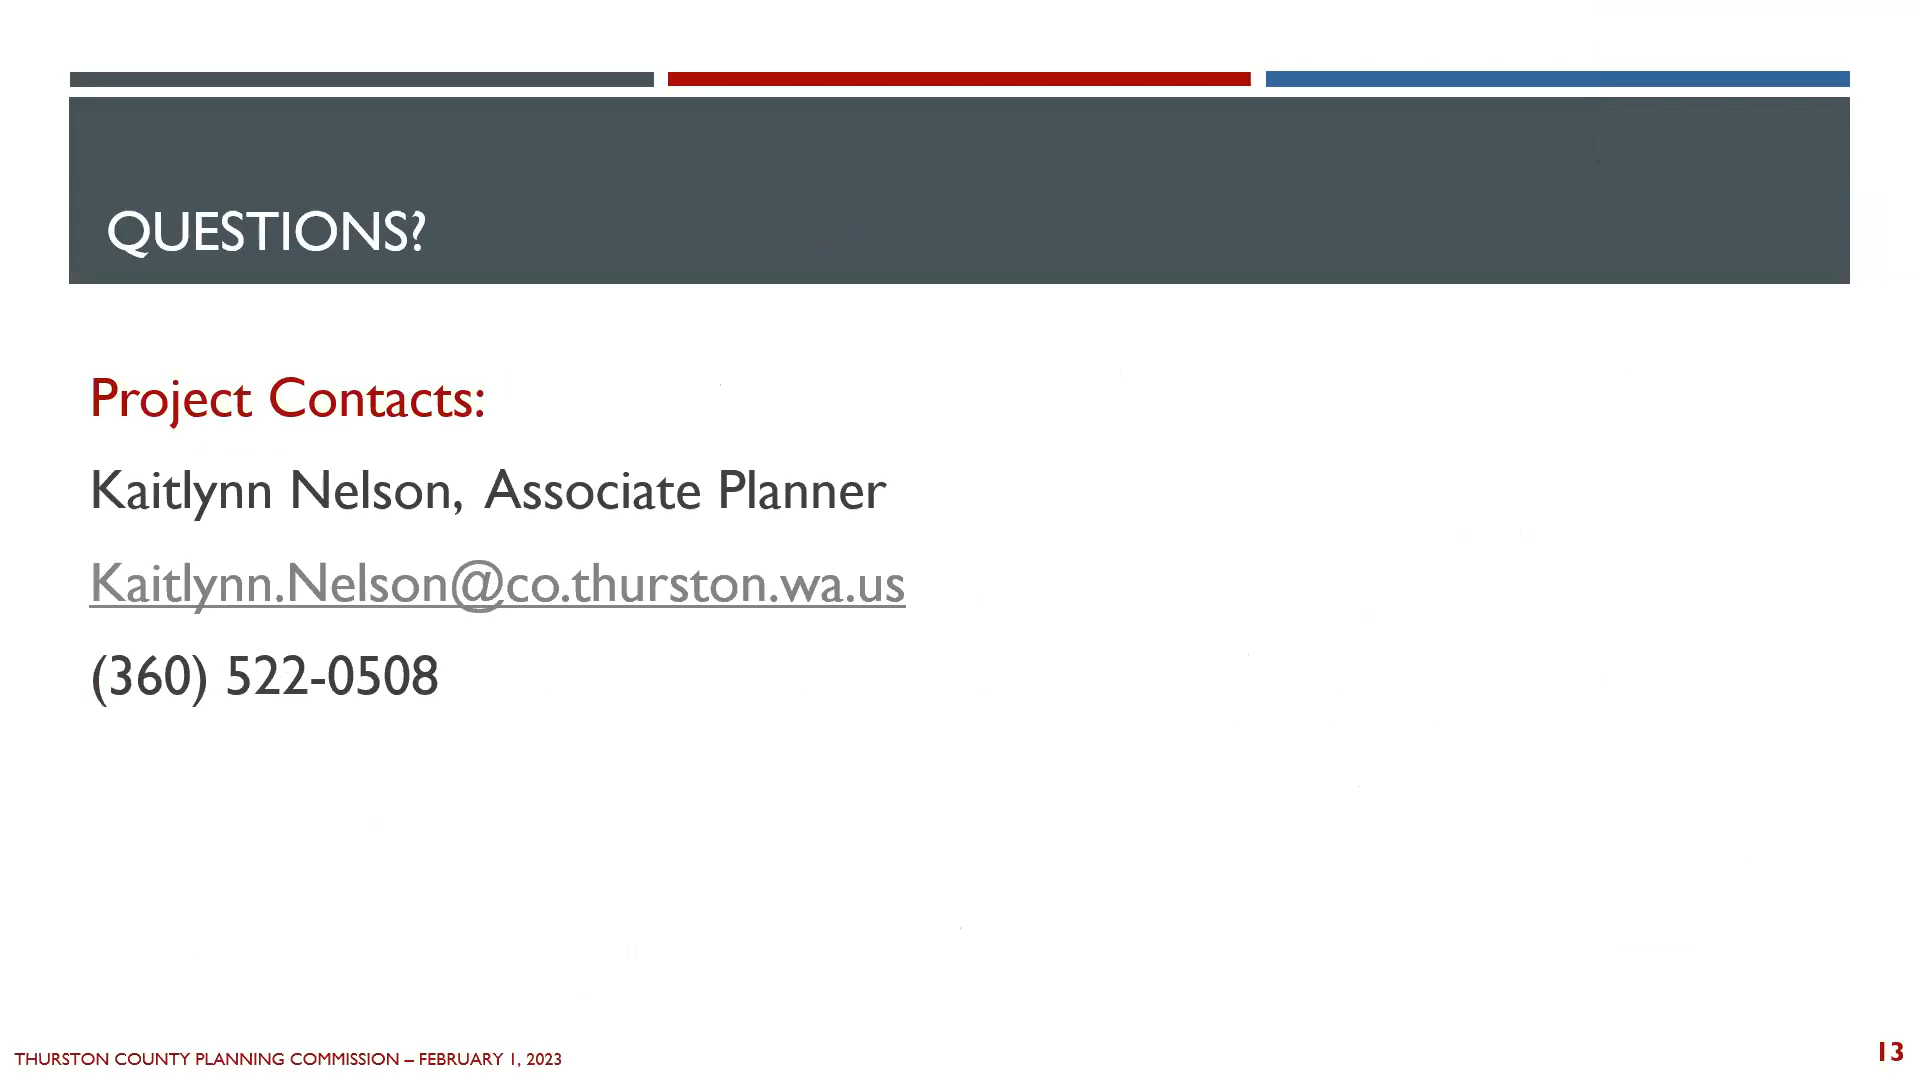 QUESTIONS?
Project Contacts:
Kaitlynn Nelson, Associate Planner
Kaitlynn.Nelson@co.thurston.wa.us
(360) 522-0508
THURSTON COUNTY PLANNING COMMISSION – FEBRUARY 1, 2023
13